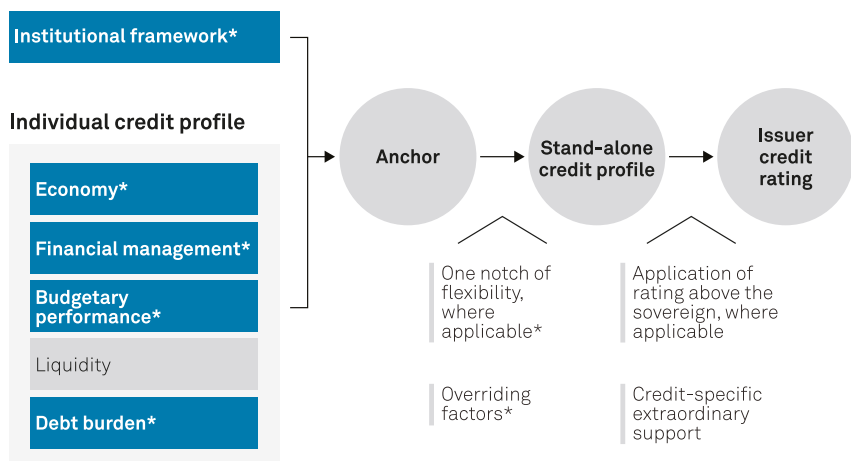 Institutional framework*
Individual credit profile
Economy*
Financial management*
Budgetary
performance*
Liquidity
Debt burden*
Anchor
Stand-alone
credit profile
Issuer
credit
rating
One notch of
flexibility,
where
applicable*
Overriding
factors*
Application of
rating above the
sovereign, where
applicable
Credit-specific
extraordinary
support